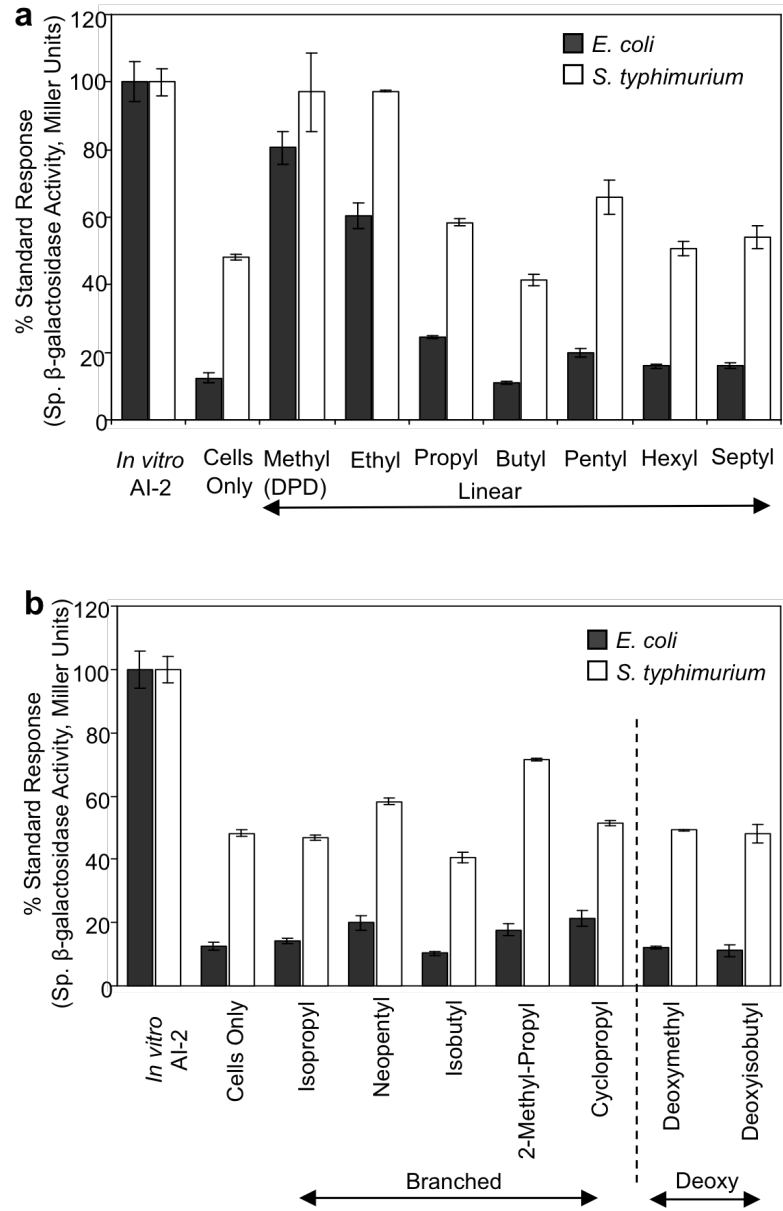 a
% Standard Response
(Sp. β-galactosidase Activity, Miller Units)
120
100
80
60
40
20
0
E. coli
S. typhimurium
In vitro
AI-2
Cells
Only
Methyl
(DPD)
Ethyl
Propyl
Butyl
Pentyl
Hexyl
Septyl
Linear
b
% Standard Response
(Sp. β-galactosidase Activity, Miller Units)
120
100
80
60
40
20
0
E. coli
S. typhimurium
In vitro
AI-2
Cells Only
Isopropyl
Neopentyl
Isobutyl
2-Methyl-Propyl
Cyclopropyl
Deoxymethyl
Deoxyisobutyl
Branched
Deoxy